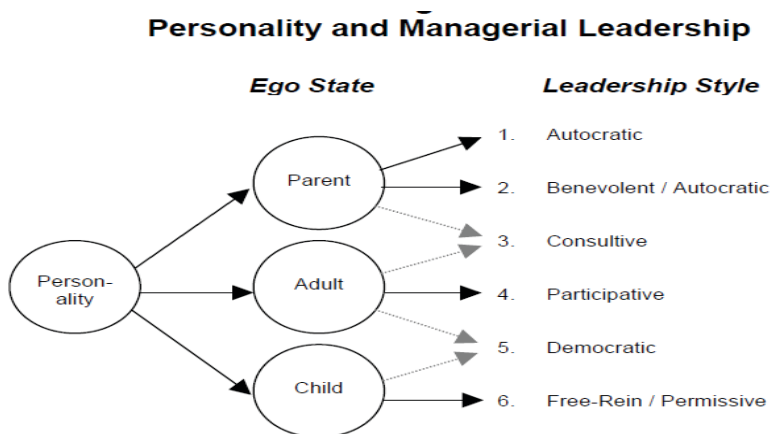 Personality and Managerial Leadership
Ego State Leadership Style
1. Autocratic
Parent
2. Benevolent / Autocratic
3. Consultive
Person-
ality
Adult
4. Participative
5. Democratic
Child
6. Free-Rein / Permissive